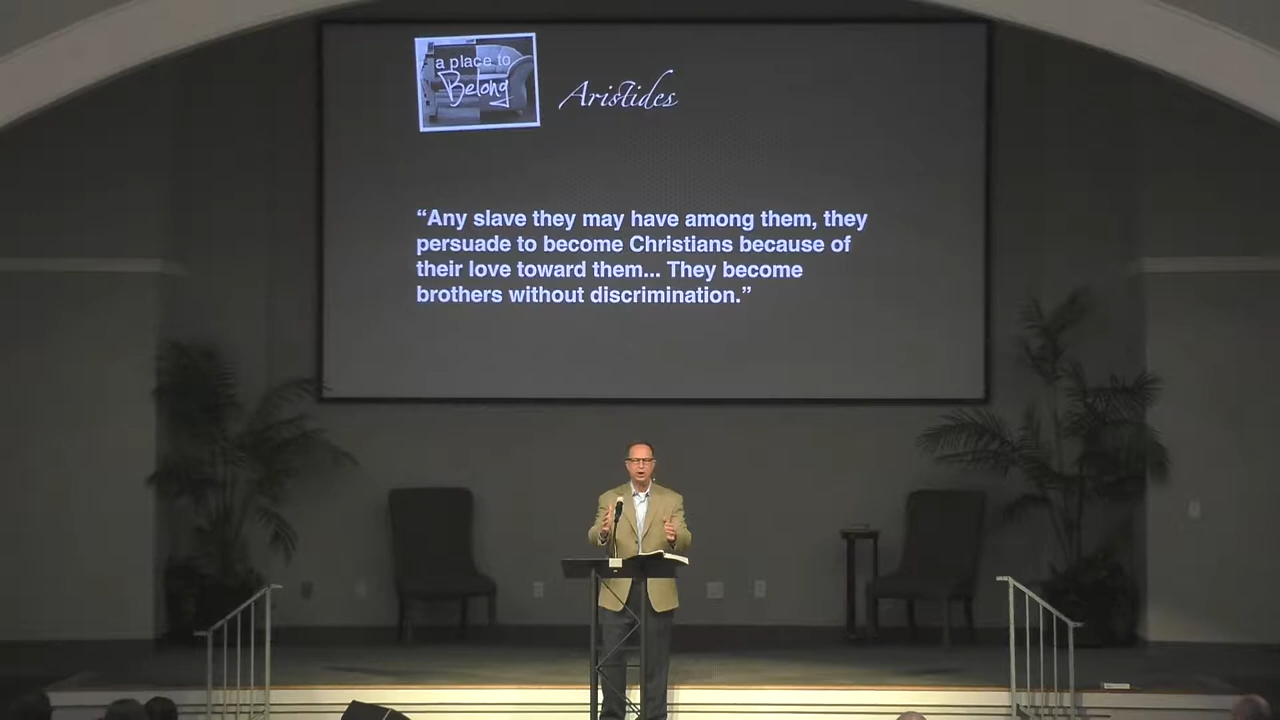 a place to
Belong
Aristides
“Any slave they may have among them, they
persuade to become Christians because of
their love toward them... They become
brothers without discrimination.”